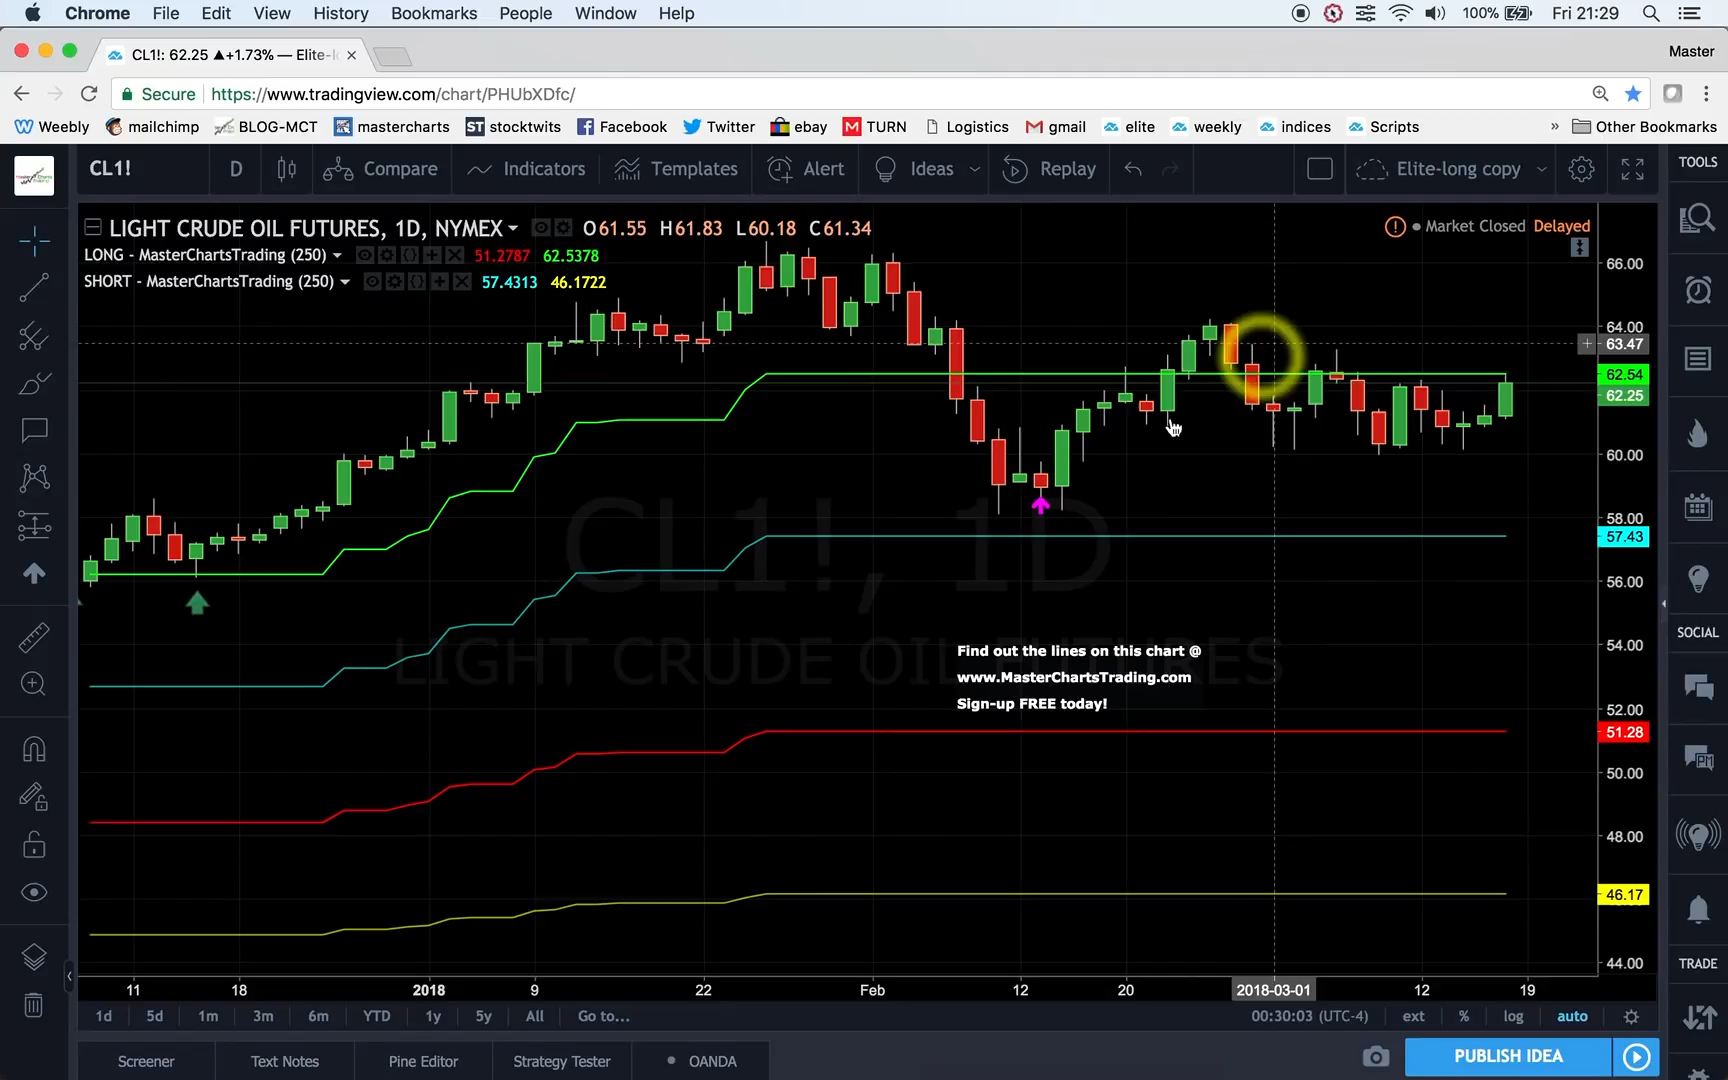 Chrome File Edit View History Bookmarks People Window Help 100% Fri 21:29
CL1!: 62.25 ▲+1.73% — Elite-l × Master
Secure | https://www.tradingview.com/chart/PHUbXDfc/
Weebly mailchimp BLOG-MCT mastercharts ST stocktwits Facebook Twitter ebay M TURN Logistics gmail elite weekly indices Scripts » Other Bookmarks
CL1! D Compare Indicators Templates Alert Ideas Replay Elite-long copy TOOLS
LIGHT CRUDE OIL FUTURES, 1D, NYMEX O61.55 H61.83 L60.18 C61.34 Market Closed Delayed
LONG - MasterChartsTrading (250) 51.2787 62.5378
SHORT - MasterChartsTrading (250) 57.4313 46.1722
66.00
64.00
63.47
62.54
62.25
60.00
58.00
57.43
56.00
54.00
52.00
51.28
50.00
48.00
46.17
44.00
CL1!, 1D
LIGHT CRUDE OIL FUTURES
Find out the lines on this chart @
www.MasterChartsTrading.com
Sign-up FREE today!
SOCIAL
TRADE
11 18 2018 9 22 Feb 12 20 2018-03-01 12 19
1d 5d 1m 3m 6m YTD 1y 5y All Go to... 00:30:03 (UTC-4) ext % log auto
Screener Text Notes Pine Editor Strategy Tester OANDA PUBLISH IDEA